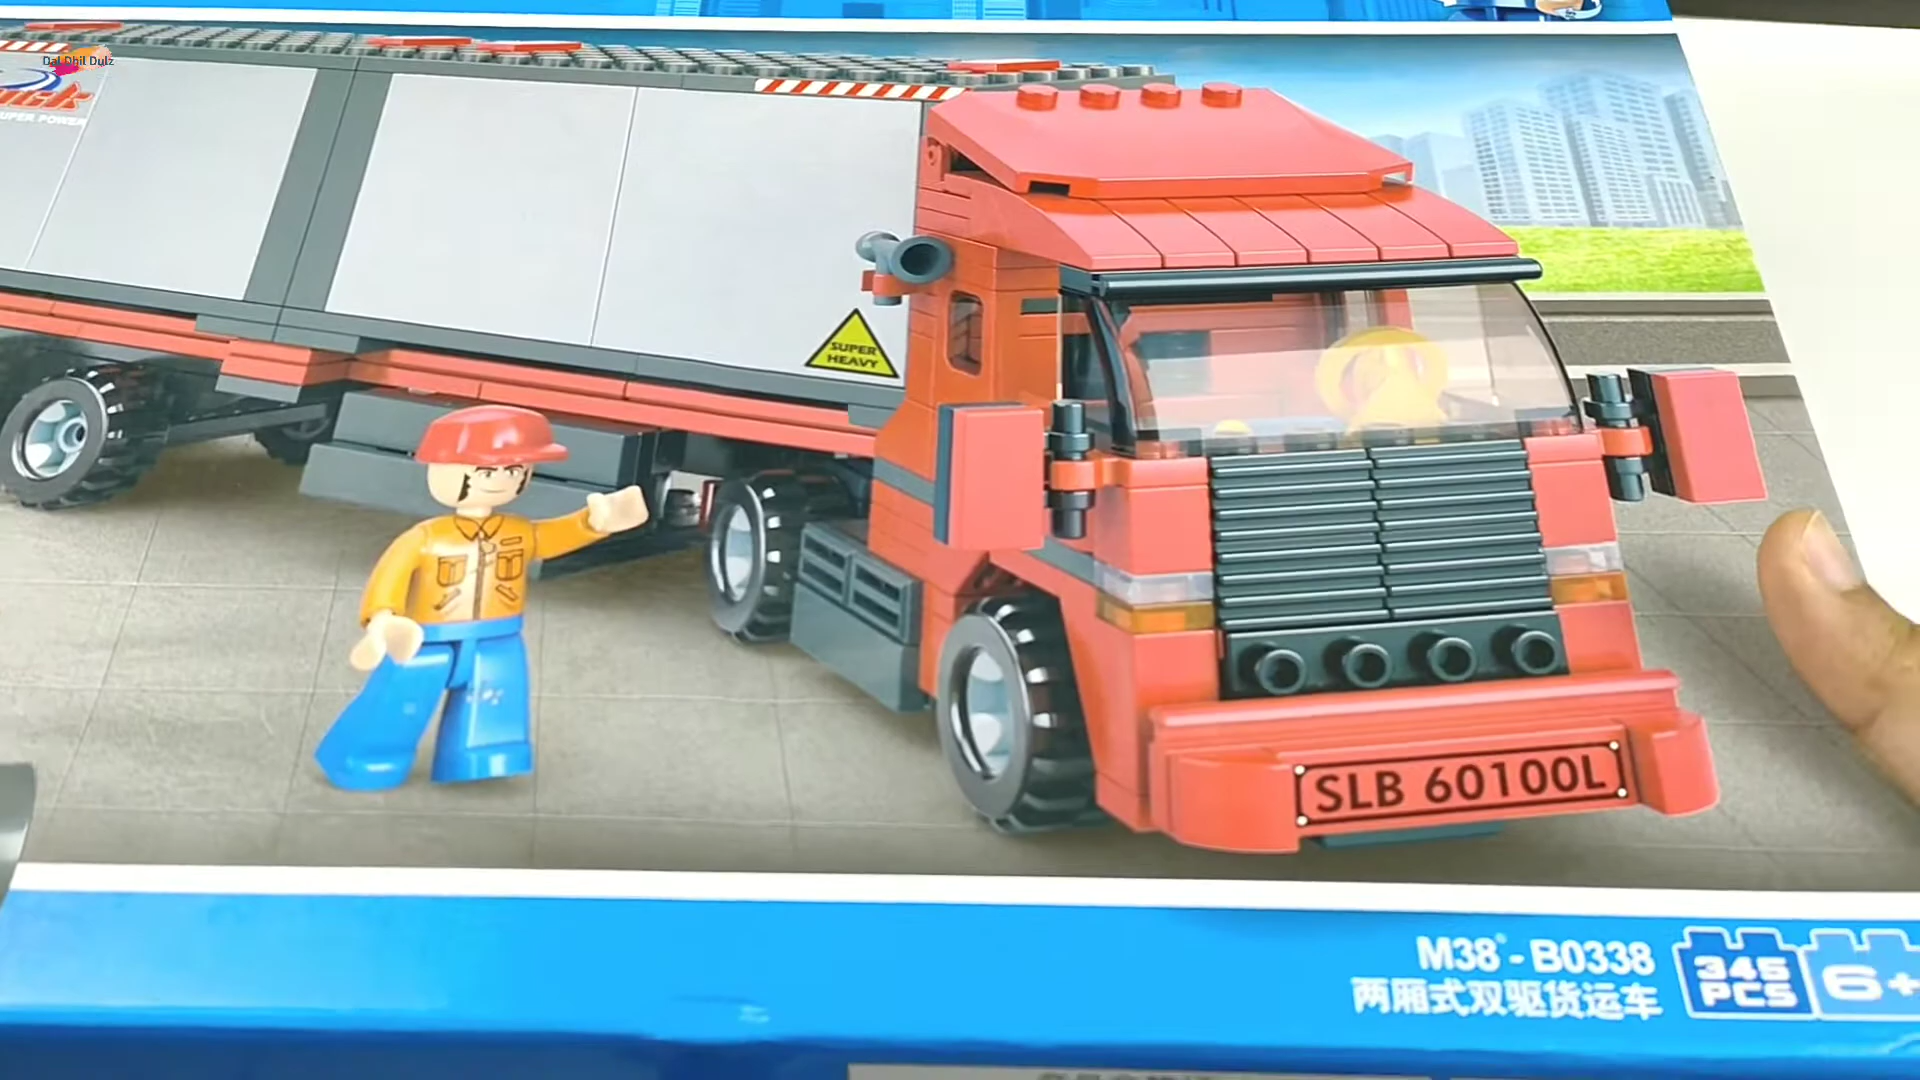 Dal Dhil Dulz
SUPER POWER
SUPER
HEAVY
SLB 60100L
M38 - B0338
两厢式双驱货运车
345
PCS
6+